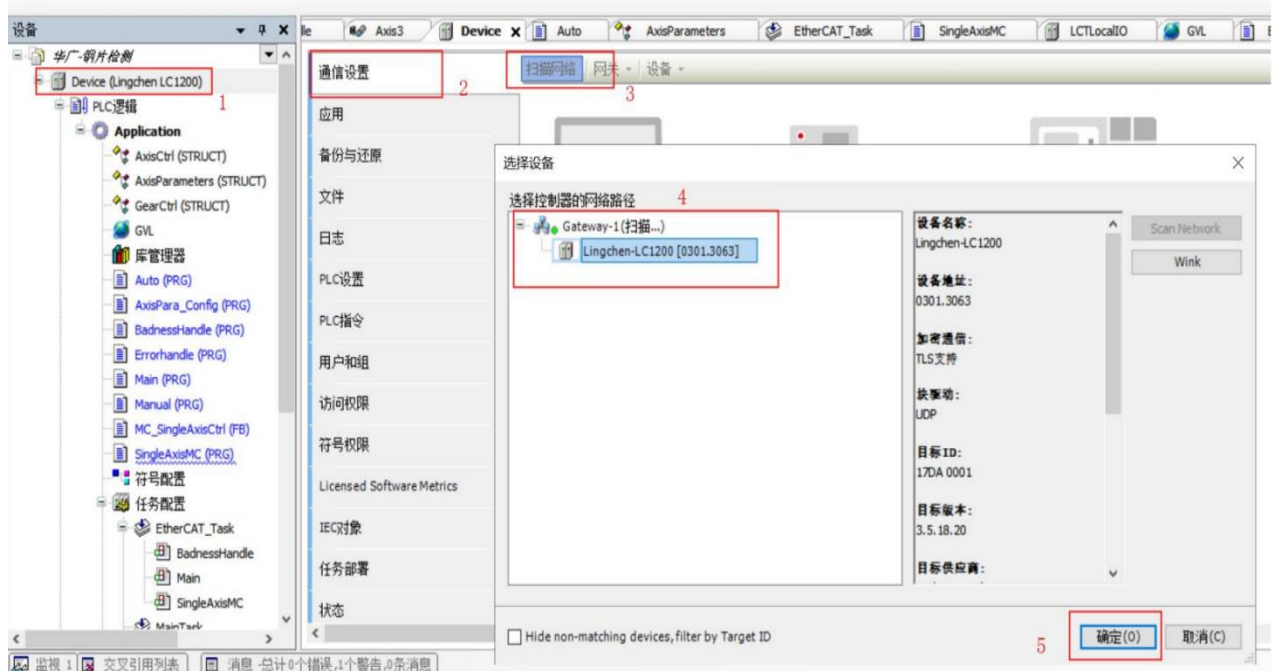 设备
华广-钢片检测
Device (Lingchen LC1200)
1
PLC逻辑
Application
AxisCtrl (STRUCT)
AxisParameters (STRUCT)
GearCtrl (STRUCT)
GVL
库管理器
Auto (PRG)
AxisPara_Config (PRG)
BadnessHandle (PRG)
Errorhandle (PRG)
Main (PRG)
Manual (PRG)
MC_SingleAxisCtrl (FB)
SingleAxisMC (PRG)
符号配置
任务配置
EtherCAT_Task
BadnessHandle
Main
SingleAxisMC
MainTask
le Axis3 Device Auto AxisParameters EtherCAT_Task SingleAxisMC LCTLocalIO GVL
通信设置
2
应用
备份与还原
文件
日志
PLC设置
PLC指令
用户和组
访问权限
符号权限
Licensed Software Metrics
IEC对象
任务部署
状态
扫描网络 网关 设备
3
选择设备
选择控制器的网络路径
4
Gateway-1(扫描...)
Lingchen-LC1200 [0301.3063]
设备名称:
Lingchen-LC1200
设备地址:
0301.3063
加密通信:
TLS支持
块驱动:
UDP
目标ID:
17DA 0001
目标版本:
3.5.18.20
目标供应商:
Scan Network
Wink
Hide non-matching devices, filter by Target ID
5
确定(O) 取消(C)
监视 1 交叉引用列表 消息 -总计0个错误,1个警告,0条消息